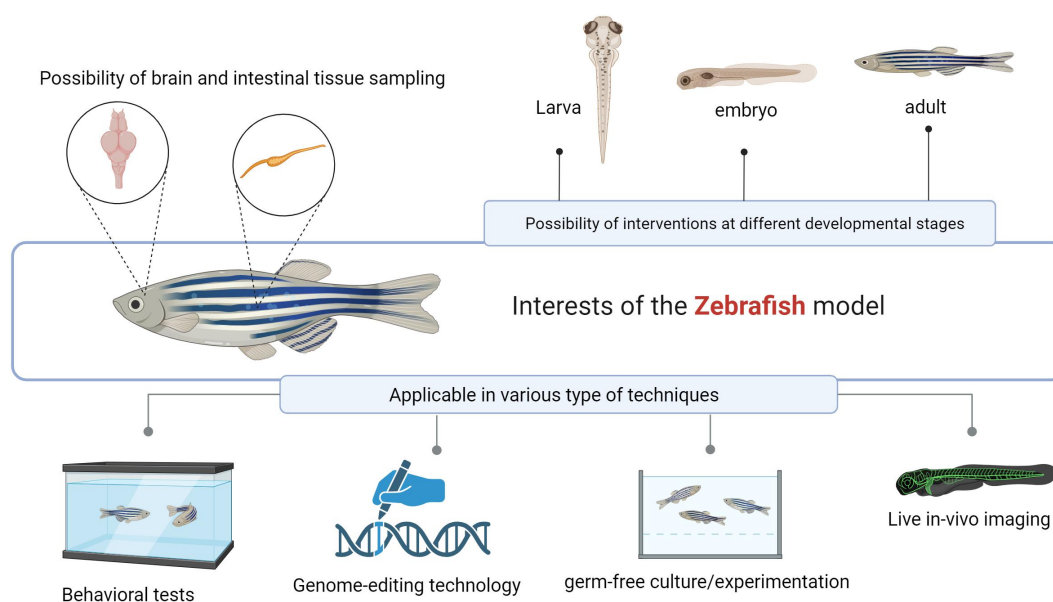 Possibility of brain and intestinal tissue sampling
Larva
embryo
adult
Possibility of interventions at different developmental stages
Interests of the Zebrafish model
Applicable in various type of techniques
Behavioral tests
Genome-editing technology
germ-free culture/experimentation
Live in-vivo imaging